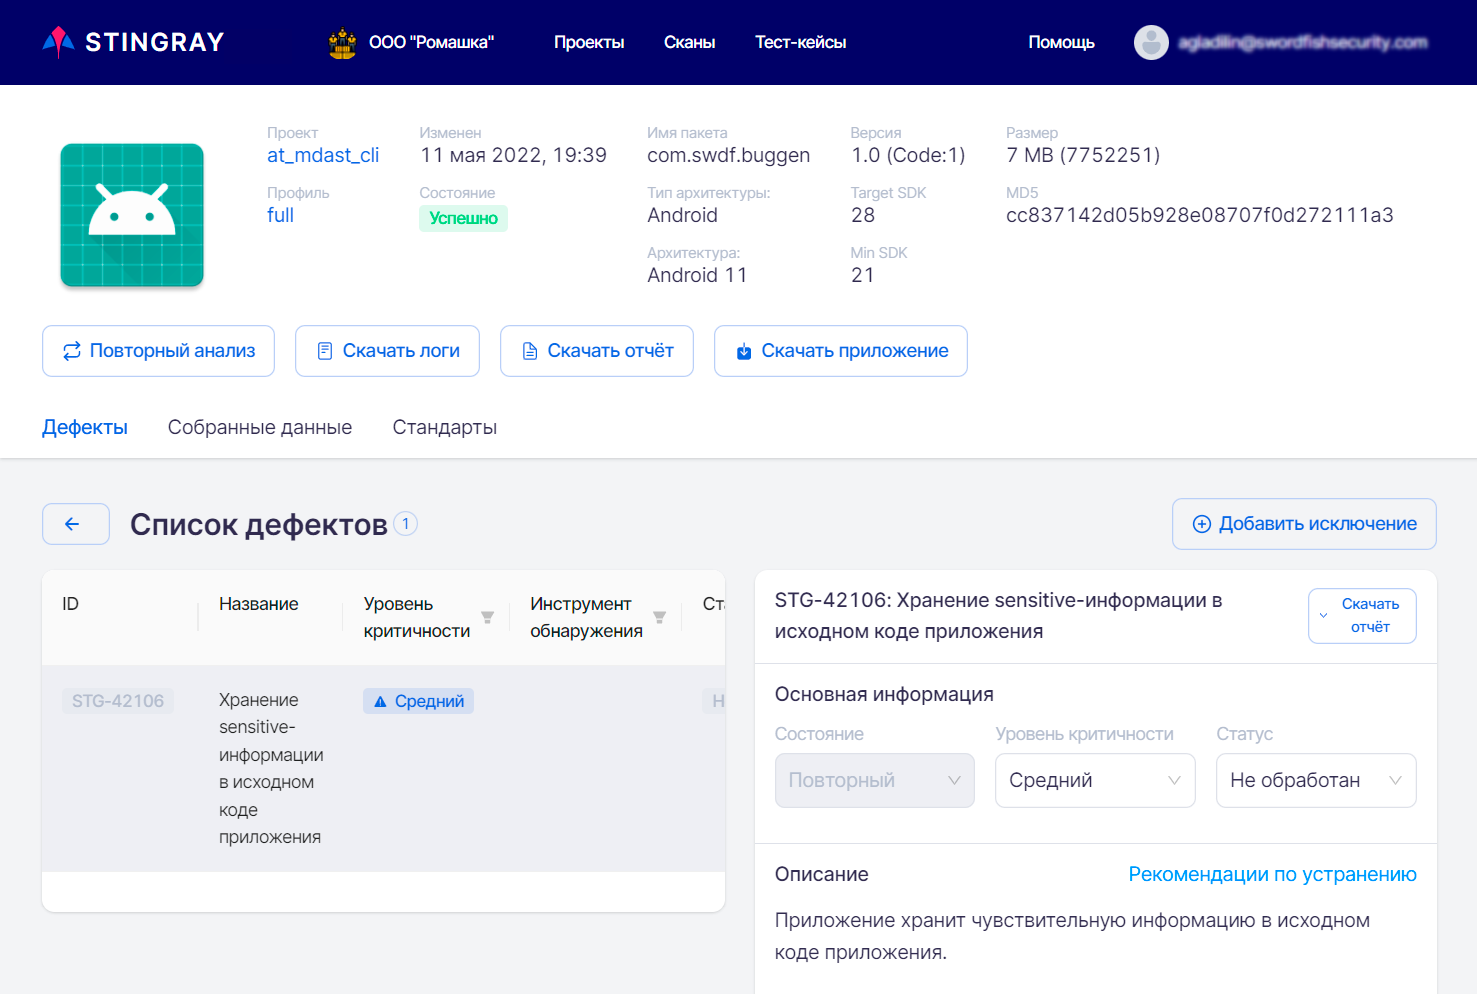 STINGRAY
ООО "Ромашка"
Проекты
Сканы
Тест-кейсы
Помощь
agladilin@swordfishsecurity.com
Проект
at_mdast_cli
Изменен
11 мая 2022, 19:39
Имя пакета
com.swdf.buggen
Версия
1.0 (Code:1)
Размер
7 MB (7752251)
Профиль
full
Состояние
Успешно
Тип архитектуры:
Android
Target SDK
28
MD5
cc837142d05b928e08707f0d272111a3
Архитектура:
Android 11
Min SDK
21
Повторный анализ
Скачать логи
Скачать отчёт
Скачать приложение
Дефекты
Собранные данные
Стандарты
Список дефектов 1
Добавить исключение
ID
Название
Уровень
критичности
Инструмент
обнаружения
STG-42106
Хранение
sensitive-
информации
в исходном
коде
приложения
Средний
STG-42106: Хранение sensitive-информации в
исходном коде приложения
Скачать
отчёт
Основная информация
Состояние
Повторный
Уровень критичности
Средний
Статус
Не обработан
Описание
Рекомендации по устранению
Приложение хранит чувствительную информацию в исходном
коде приложения.